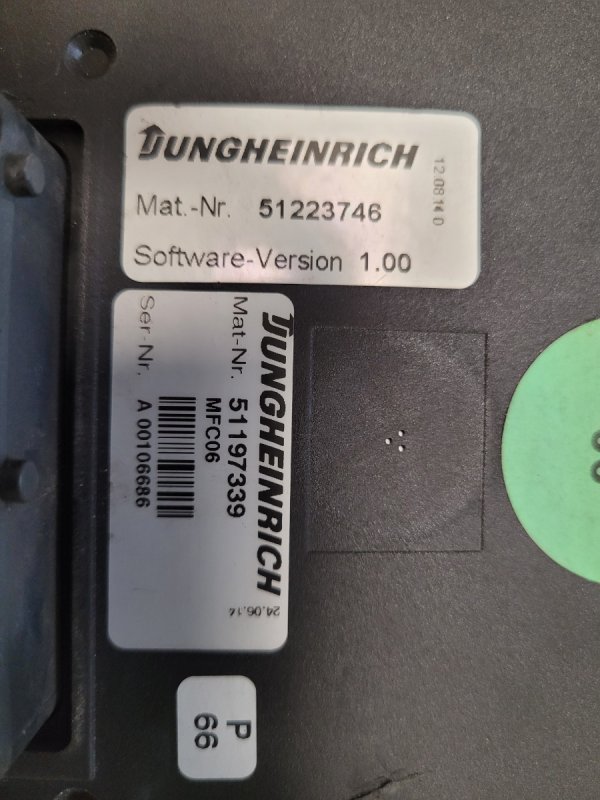 JUNGHEINRICH
Mat.-Nr. 51223746
Software-Version 1.00
12.08.14 0
JUNGHEINRICH
24.06.14
Mat-Nr. 51197339
MFC06
Ser-Nr. A 00106686
P
66